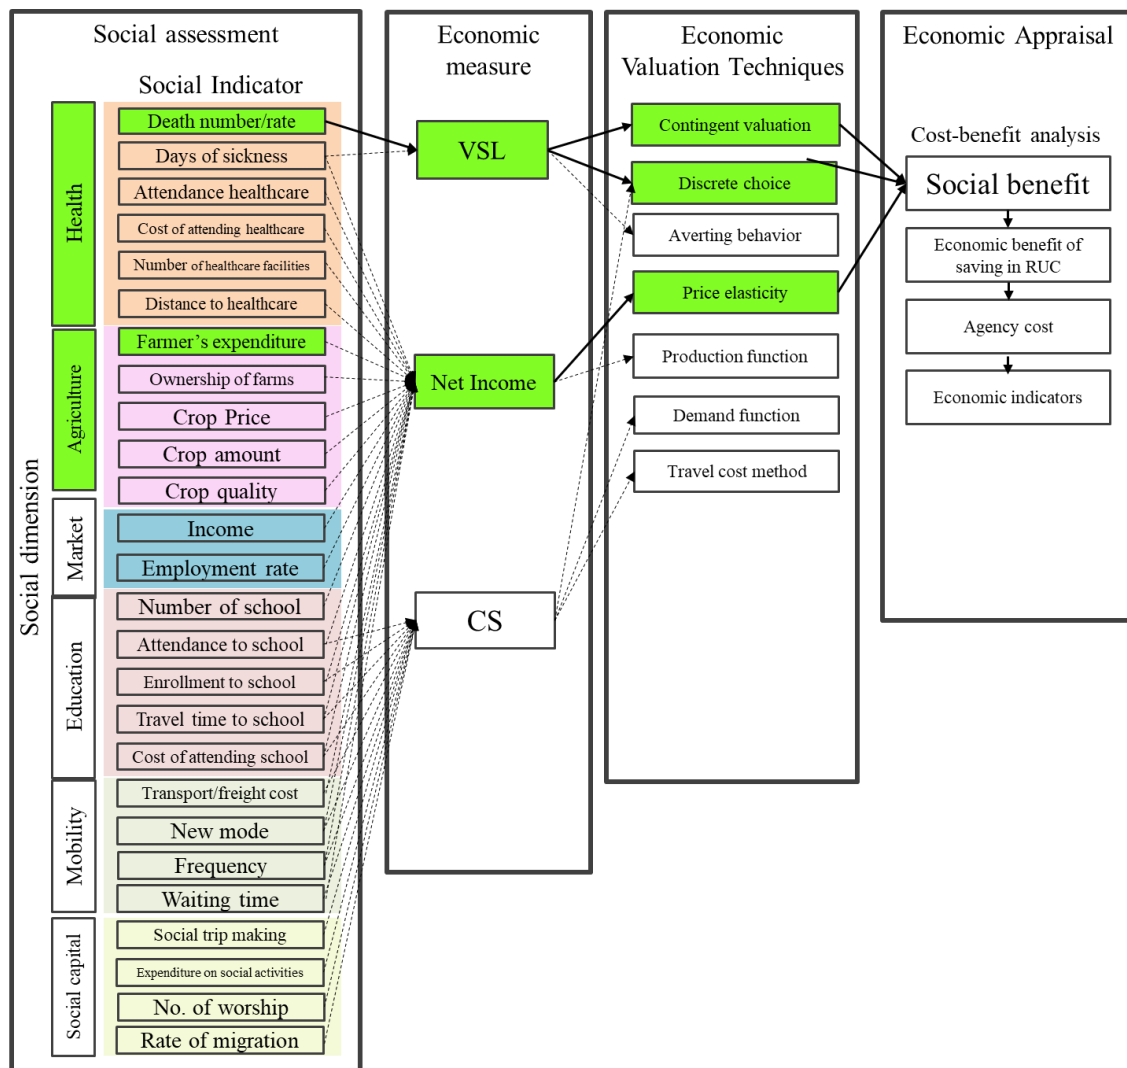 Social assessment
Social Indicator
Social dimension
Health
Death number/rate
Days of sickness
Attendance healthcare
Cost of attending healthcare
Number of healthcare facilities
Distance to healthcare
Agriculture
Farmer's expenditure
Ownership of farms
Crop Price
Crop amount
Crop quality
Market
Income
Employment rate
Education
Number of school
Attendance to school
Enrollment to school
Travel time to school
Cost of attending school
Mobility
Transport/freight cost
New mode
Frequency
Waiting time
Social capital
Social trip making
Expenditure on social activities
No. of worship
Rate of migration
Economic
measure
VSL
Net Income
CS
Economic
Valuation Techniques
Contingent valuation
Discrete choice
Averting behavior
Price elasticity
Production function
Demand function
Travel cost method
Economic Appraisal
Cost-benefit analysis
Social benefit
Economic benefit of
saving in RUC
Agency cost
Economic indicators